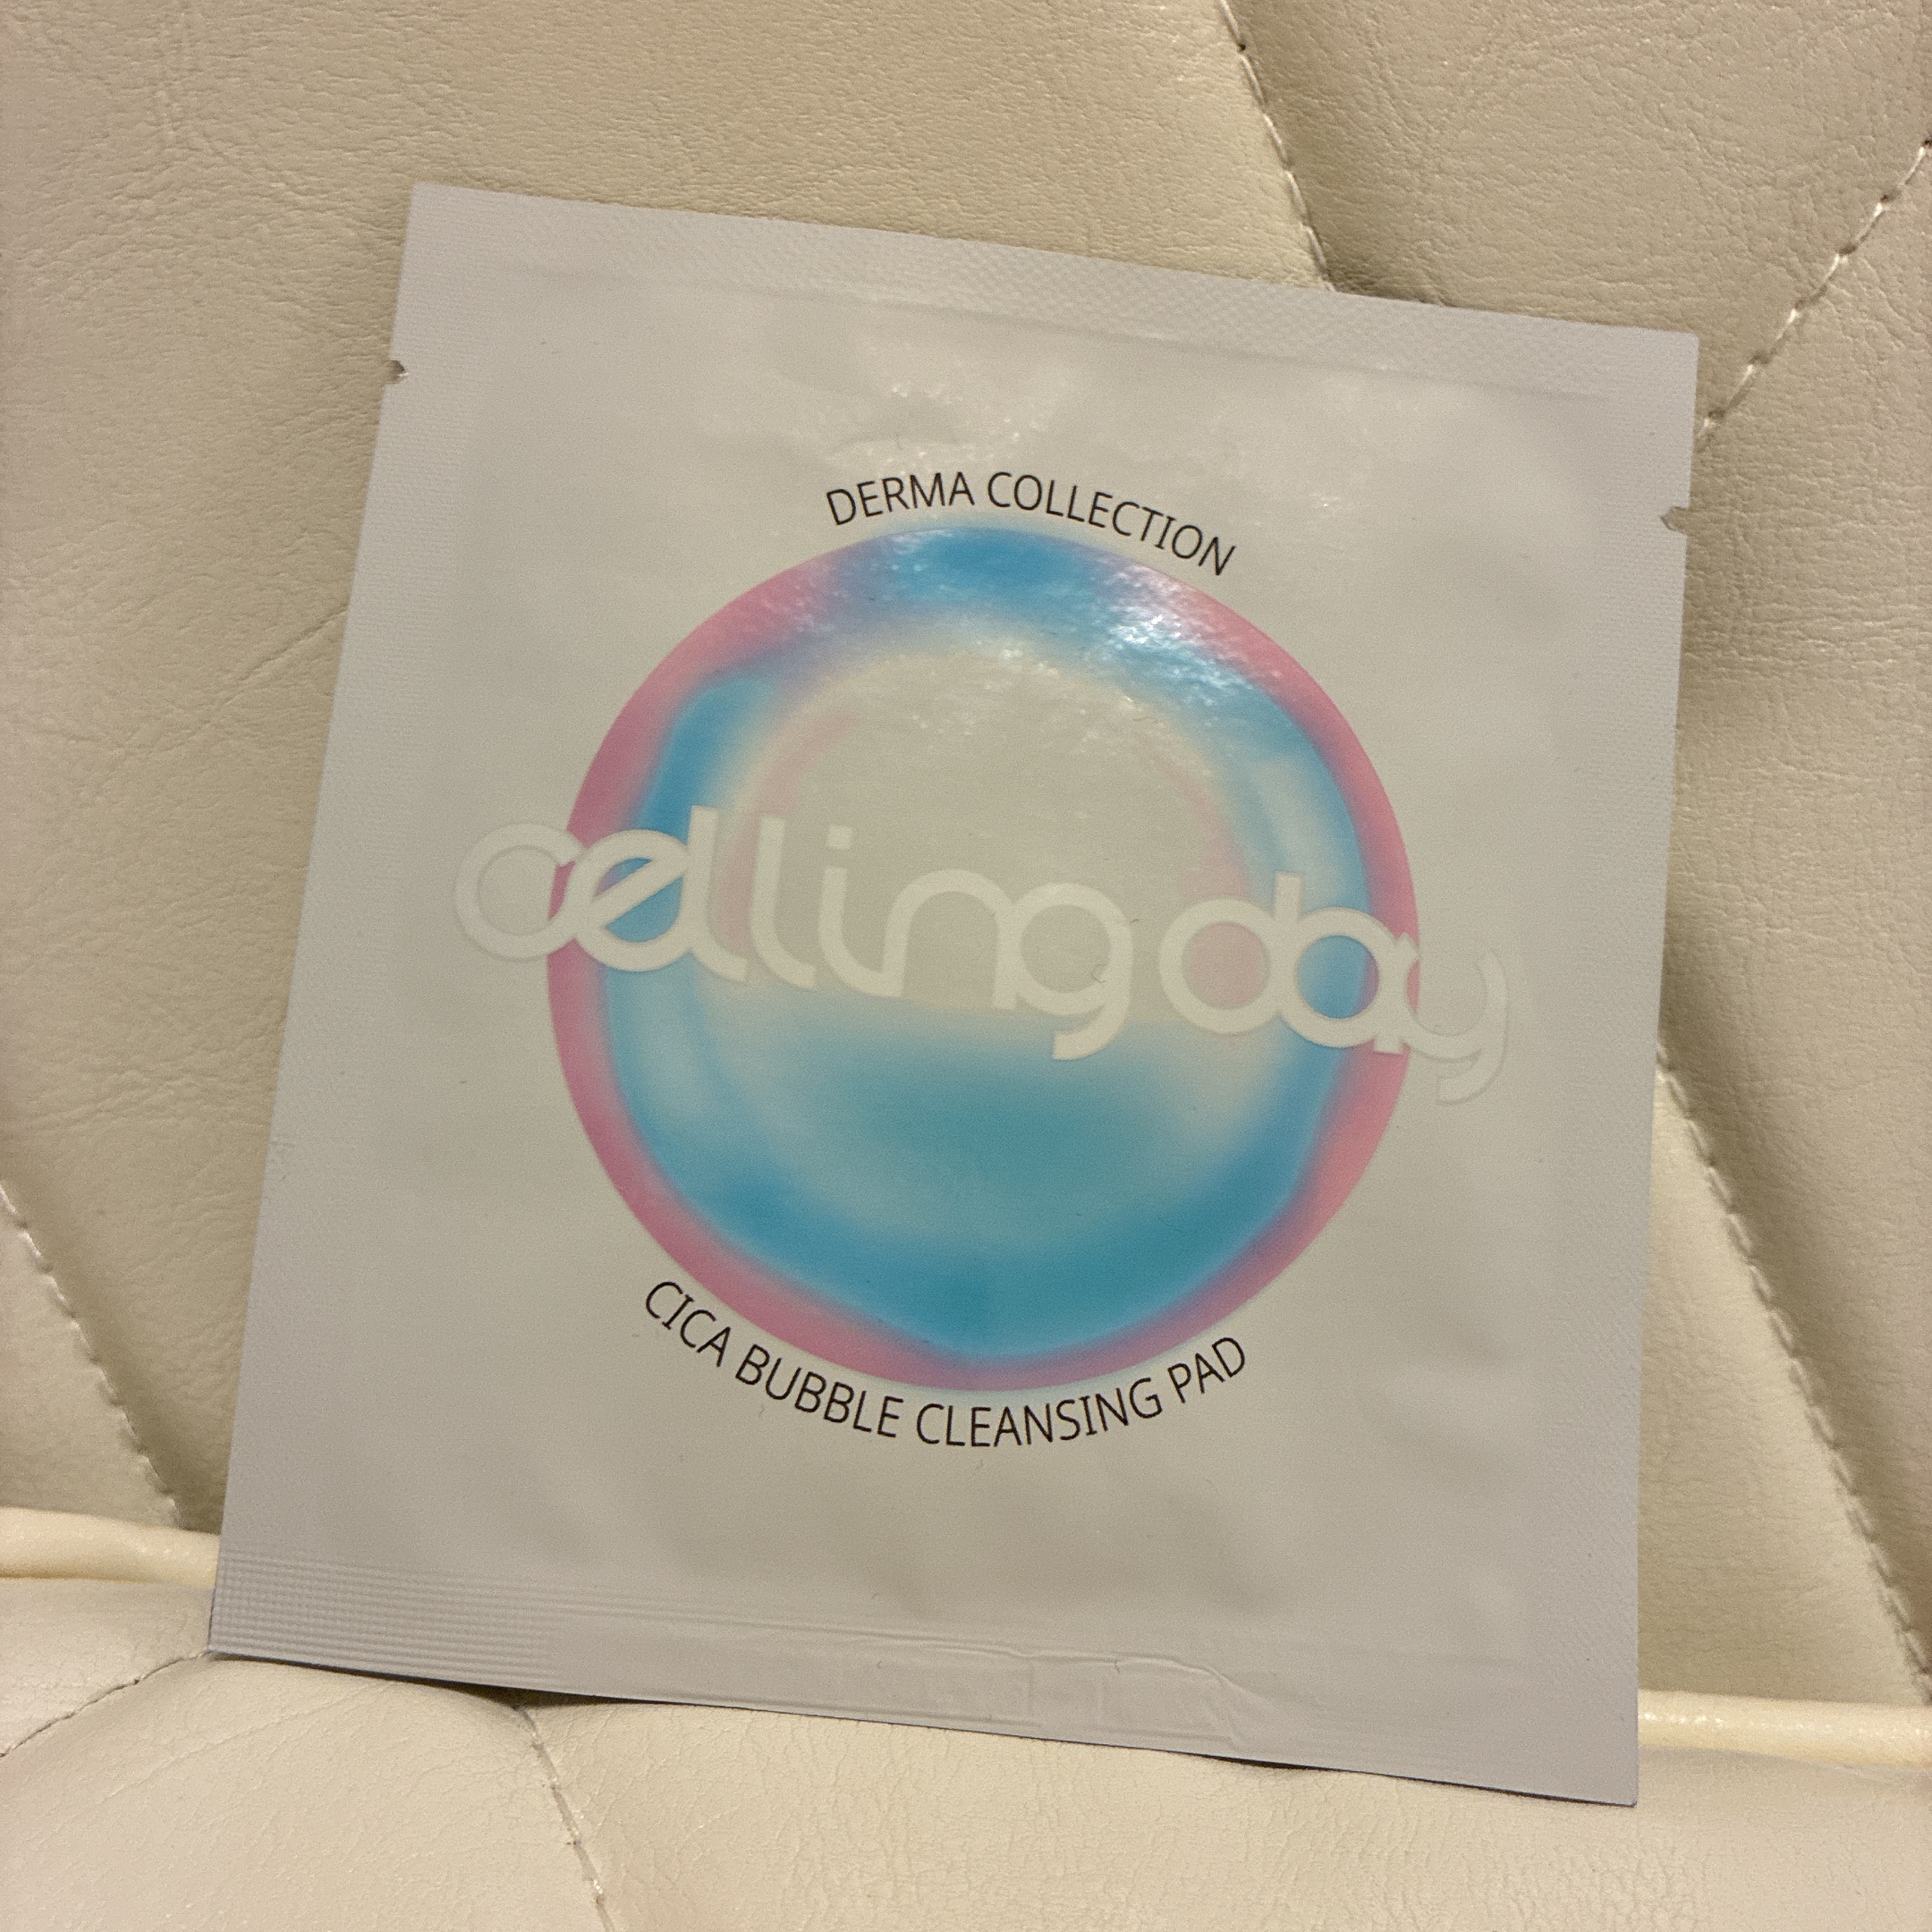 DERMA COLLECTION
celling day
CICA BUBBLE CLEANSING PAD